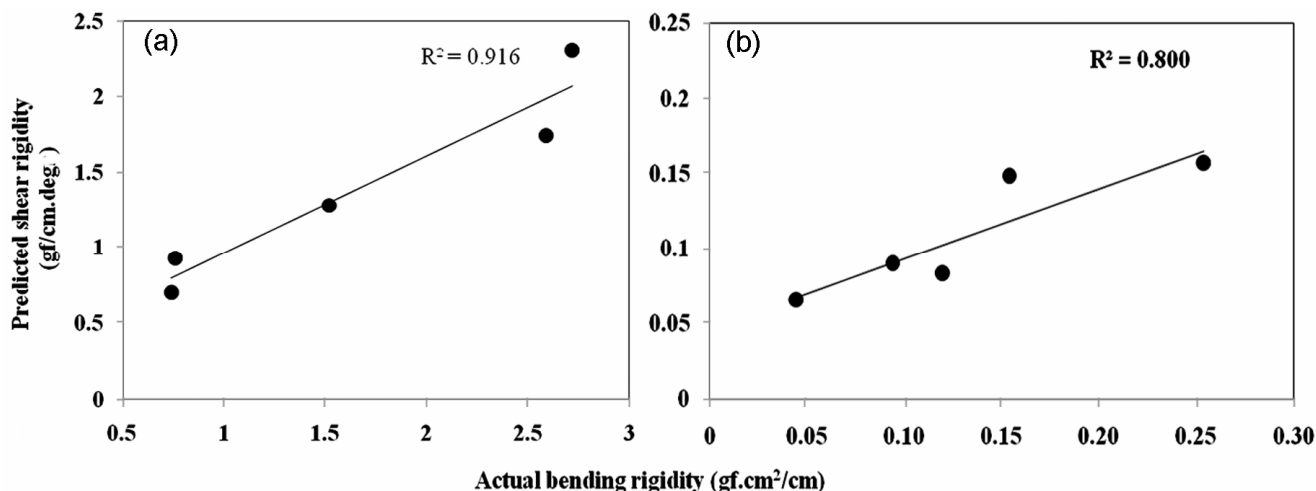 (a)
R² = 0.916
2.5
2
1.5
1
0.5
0
0.5 1 1.5 2 2.5 3
Predicted shear rigidity
(gf/cm.deg.)
(b)
R² = 0.800
0.25
0.2
0.15
0.1
0.05
0
0 0.05 0.10 0.15 0.20 0.25 0.30
Actual bending rigidity (gf.cm²/cm)